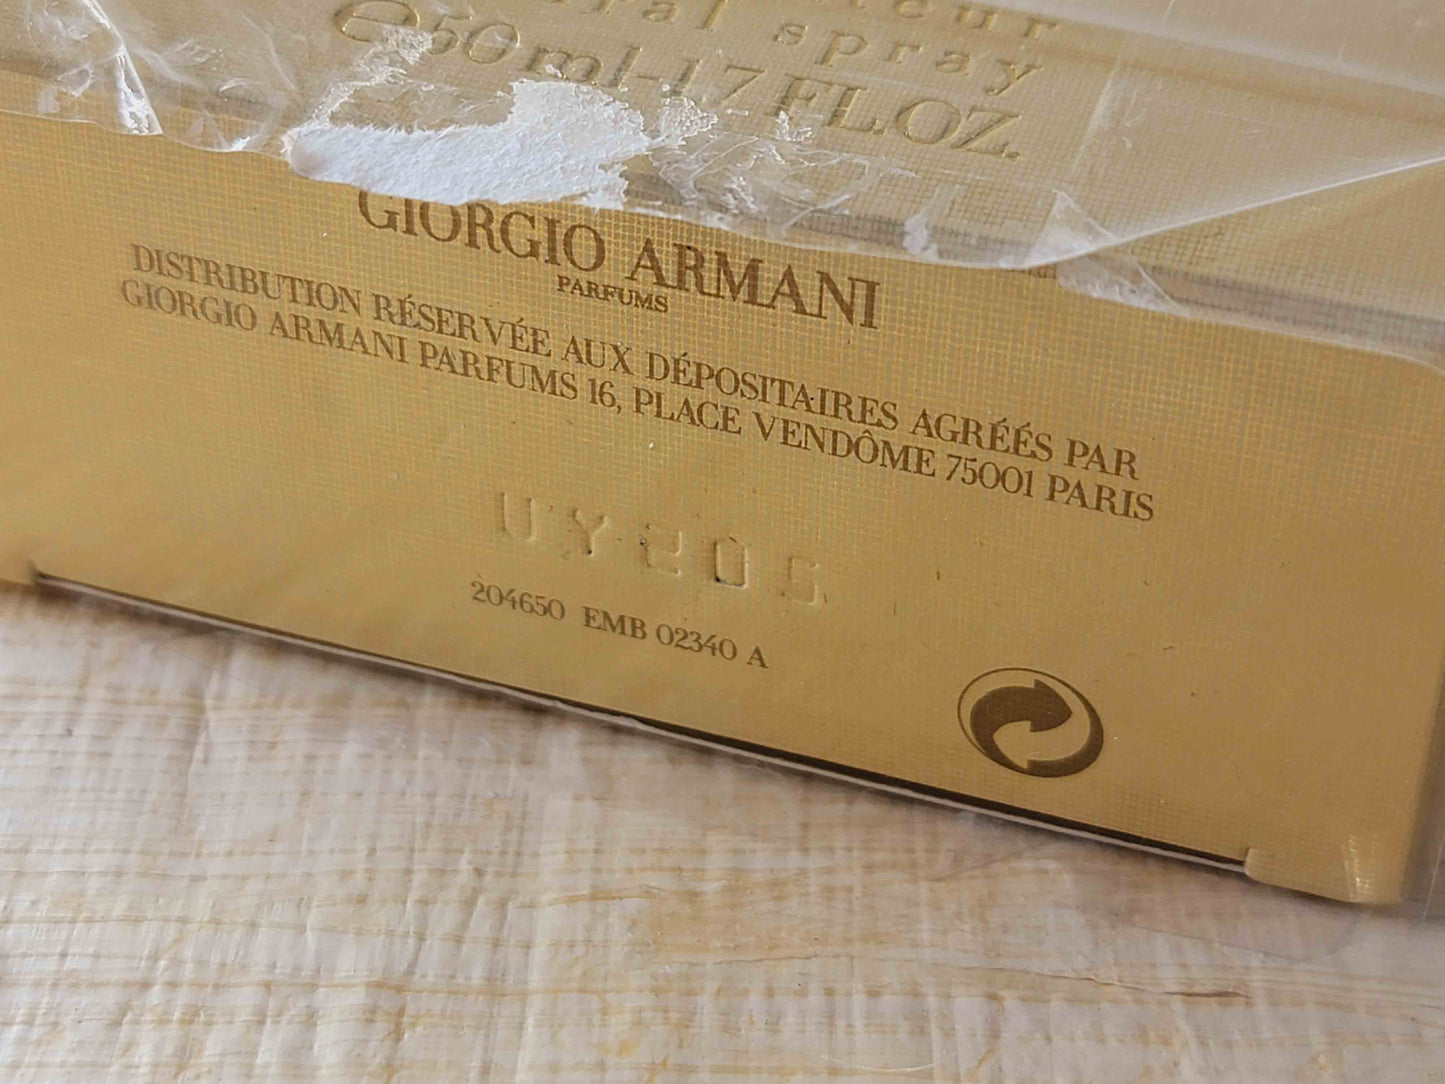 spray
℮ 50 ml - 1.7 FL.OZ.
GIORGIO ARMANI
PARFUMS
DISTRIBUTION RÉSERVÉE AUX DÉPOSITAIRES AGRÉÉS PAR
GIORGIO ARMANI PARFUMS 16, PLACE VENDÔME 75001 PARIS
UY205
204650 EMB 02340 A